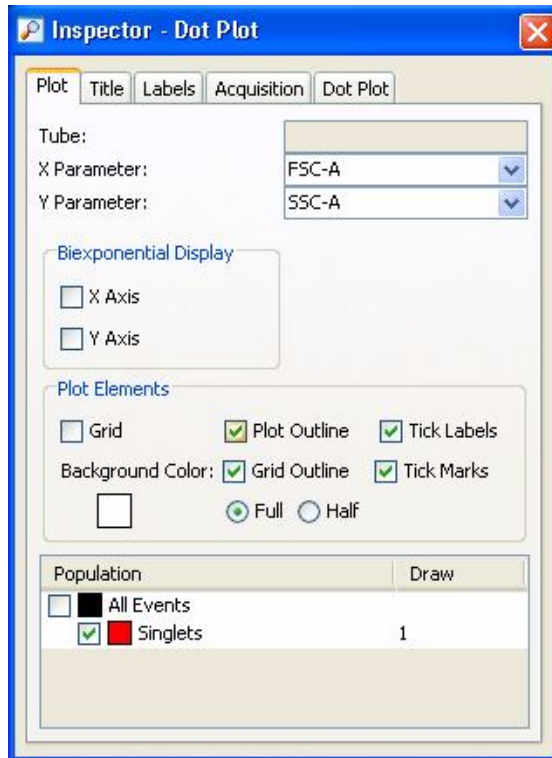 Inspector - Dot Plot
Plot Title Labels Acquisition Dot Plot
Tube:
X Parameter: FSC-A
Y Parameter: SSC-A
Biexponential Display
X Axis
Y Axis
Plot Elements
Grid Plot Outline Tick Labels
Background Color: Grid Outline Tick Marks
Full Half
Population Draw
All Events
Singlets 1